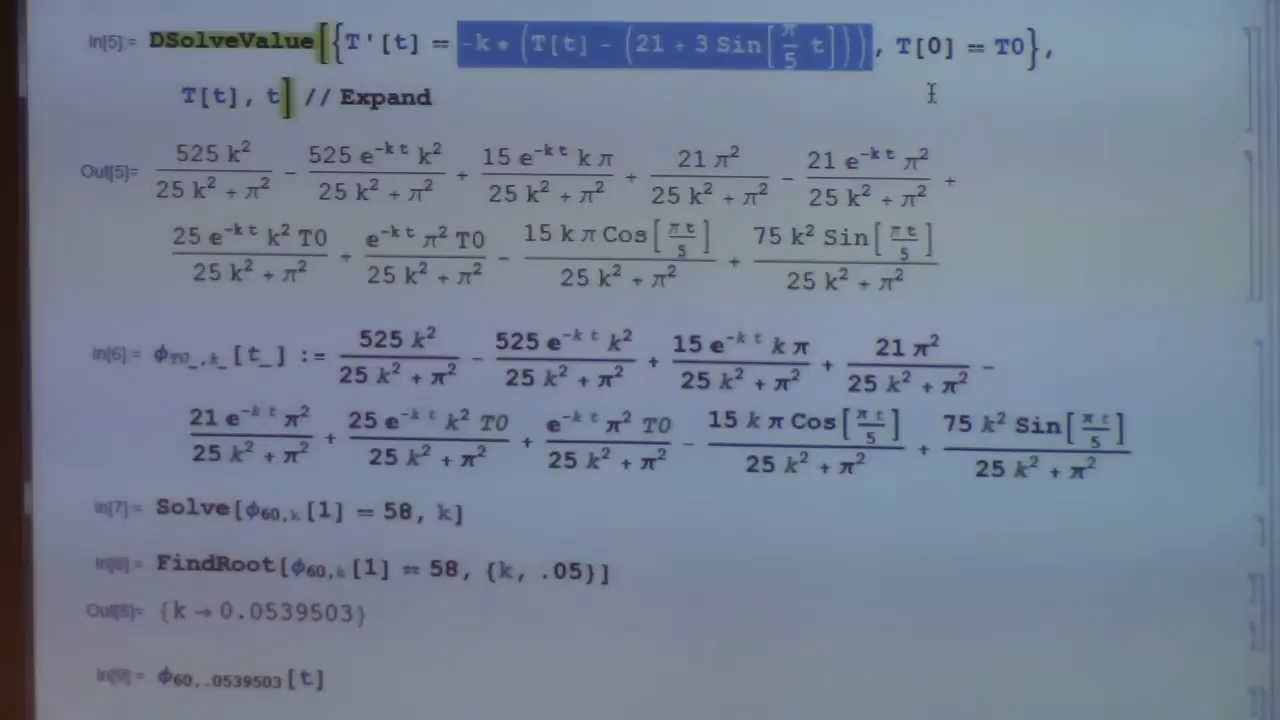 In[5]= DSolveValue[{T'[t] == -k * (T[t] - (21 + 3 Sin[π/5 t])), T[0] == T0},
T[t], t] // Expand
Out[5]= 525 k²/(25 k² + π²) - 525 e^(-k t) k²/(25 k² + π²) + 15 e^(-k t) k π/(25 k² + π²) + 21 π²/(25 k² + π²) - 21 e^(-k t) π²/(25 k² + π²) +
25 e^(-k t) k² T0/(25 k² + π²) + e^(-k t) π² T0/(25 k² + π²) - 15 k π Cos[π t/5]/(25 k² + π²) + 75 k² Sin[π t/5]/(25 k² + π²)
In[6]= ϕ_(T0_,k_)[t_] := 525 k²/(25 k² + π²) - 525 e^(-k t) k²/(25 k² + π²) + 15 e^(-k t) k π/(25 k² + π²) + 21 π²/(25 k² + π²) -
21 e^(-k t) π²/(25 k² + π²) + 25 e^(-k t) k² T0/(25 k² + π²) + e^(-k t) π² T0/(25 k² + π²) - 15 k π Cos[π t/5]/(25 k² + π²) + 75 k² Sin[π t/5]/(25 k² + π²)
In[7]= Solve[ϕ_(60,k)[1] == 58, k]
In[8]= FindRoot[ϕ_(60,k)[1] == 58, {k, .05}]
Out[8]= {k → 0.0539503}
In[9]= ϕ_(60,.0539503)[t]